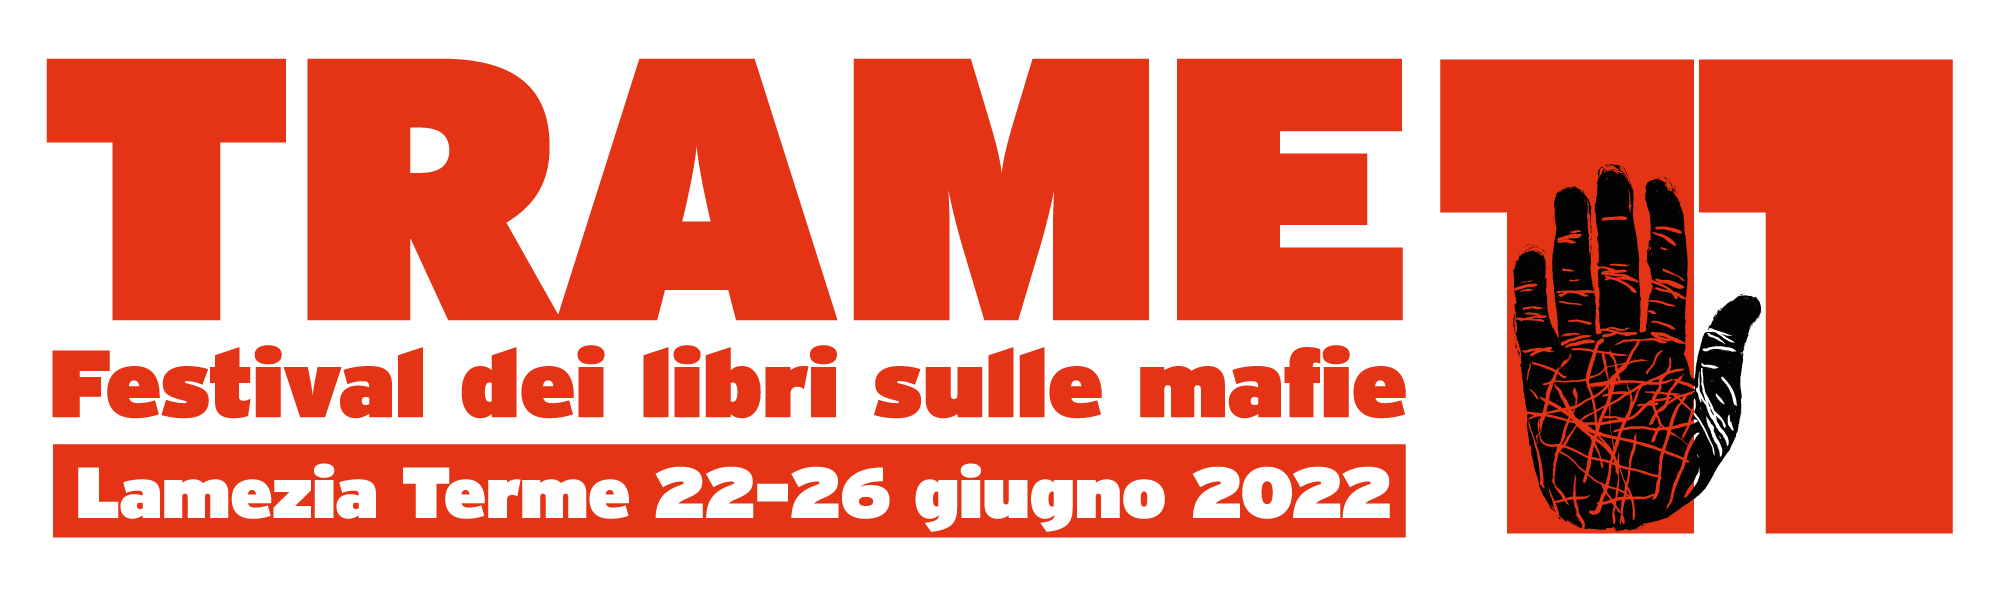 TRAME 11
Festival dei libri sulle mafie
Lamezia Terme 22-26 giugno 2022